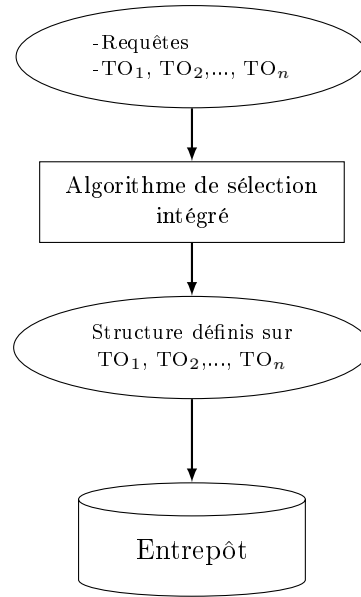 -Requêtes
-TO₁, TO₂,..., TOₙ
Algorithme de sélection
intégré
Structure définis sur
TO₁, TO₂,..., TOₙ
Entrepôt